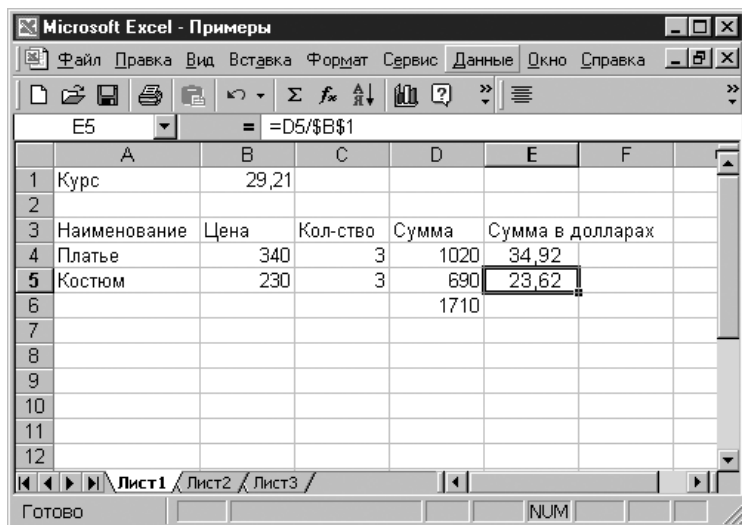 Microsoft Excel - Примеры
Файл Правка Вид Вставка Формат Сервис Данные Окно Справка
E5 = =D5/$B$1
A B C D E F
1 Курс 29,21
2
3 Наименование Цена Кол-ство Сумма Сумма в долларах
4 Платье 340 3 1020 34,92
5 Костюм 230 3 690 23,62
6 1710
7
8
9
10
11
12
Лист1 Лист2 Лист3
Готово NUM